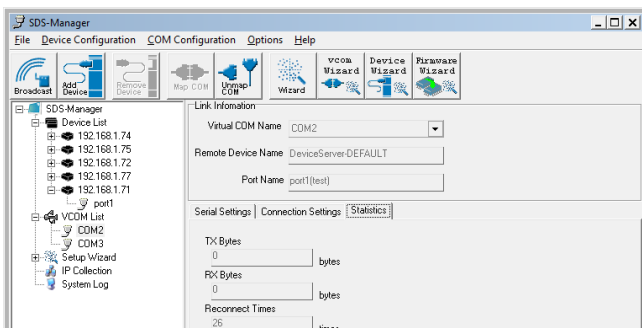 SDS-Manager
File Device Configuration COM Configuration Options Help
Broadcast
Add Device
Remove Device
Map COM
Unmap COM
Wizard
vcom Wizard
Device Wizard
Firmware Wizard
SDS-Manager
Device List
192.168.1.74
192.168.1.75
192.168.1.72
192.168.1.77
192.168.1.71
port1
VCOM List
COM2
COM3
Setup Wizard
IP Collection
System Log
Link Infomation
Virtual COM Name COM2
Remote Device Name DeviceServer-DEFAULT
Port Name port1(test)
Serial Settings Connection Settings Statistics
TX Bytes
0 bytes
RX Bytes
0 bytes
Reconnect Times
26 times